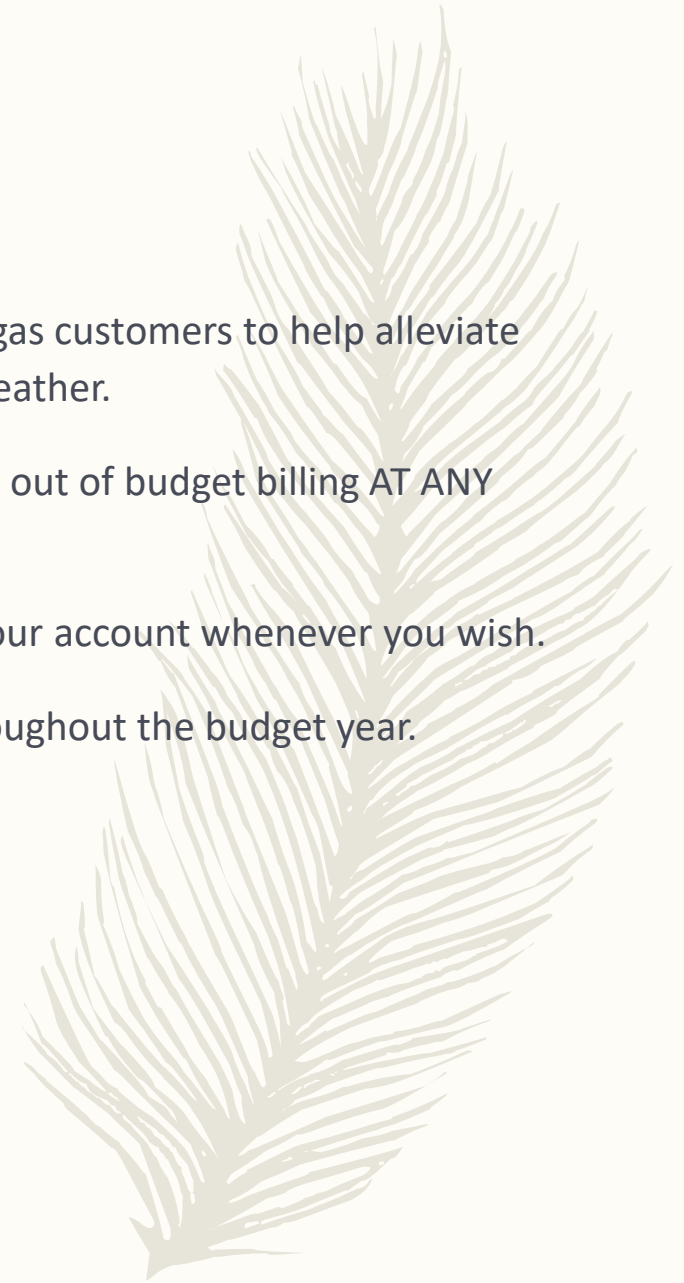 gas customers to help alleviate
eather.
out of budget billing AT ANY
our account whenever you wish.
oughout the budget year.